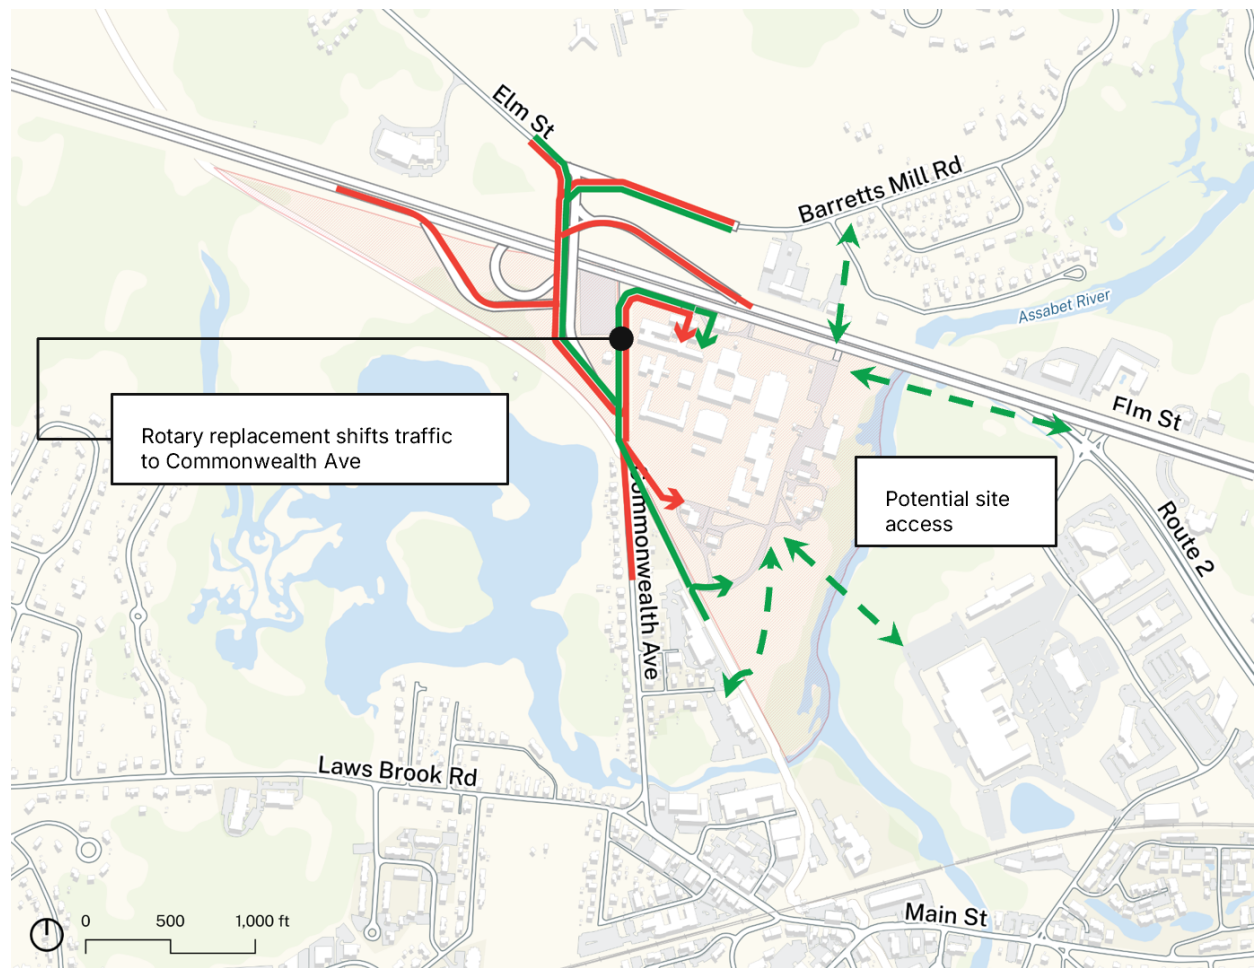 Elm St
Barretts Mill Rd
Assabet River
Elm St
Rotary replacement shifts traffic
to Commonwealth Ave
Potential site
access
Route 2
Commonwealth Ave
Laws Brook Rd
Main St
0 500 1,000 ft